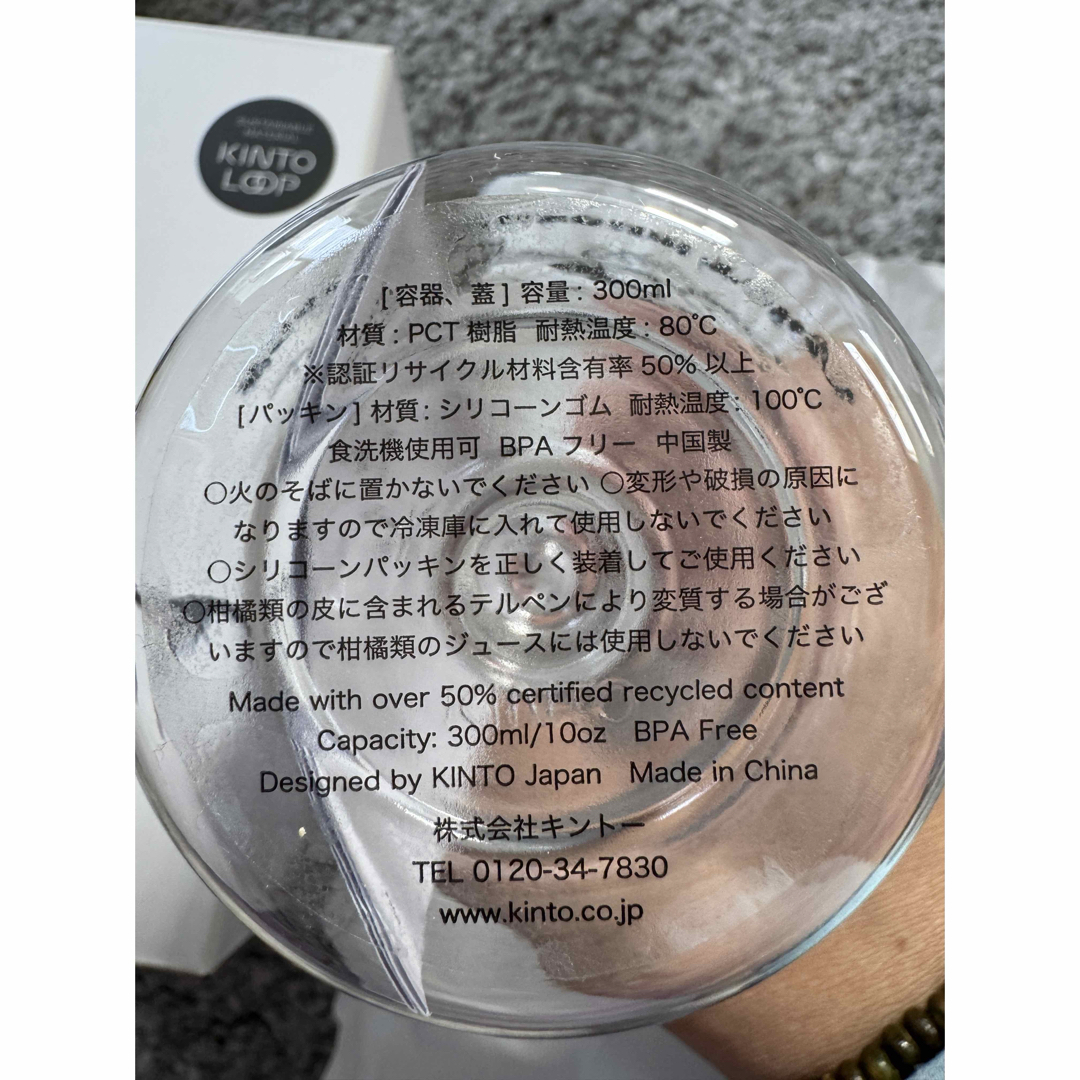 SUSTAINABLE
MATERIAL
KINTO
LOOP
[容器、蓋] 容量 : 300ml
材質 : PCT 樹脂 耐熱温度 : 80℃
※認証リサイクル材料含有率 50% 以上
[パッキン] 材質 : シリコーンゴム 耐熱温度 : 100℃
食洗機使用可 BPA フリー 中国製
○火のそばに置かないでください ○変形や破損の原因に
なりますので冷凍庫に入れて使用しないでください
○シリコーンパッキンを正しく装着してご使用ください
○柑橘類の皮に含まれるテルペンにより変質する場合がござ
いますので柑橘類のジュースには使用しないでください
Made with over 50% certified recycled content
Capacity: 300ml/10oz BPA Free
Designed by KINTO Japan Made in China
株式会社キントー
TEL 0120-34-7830
www.kinto.co.jp